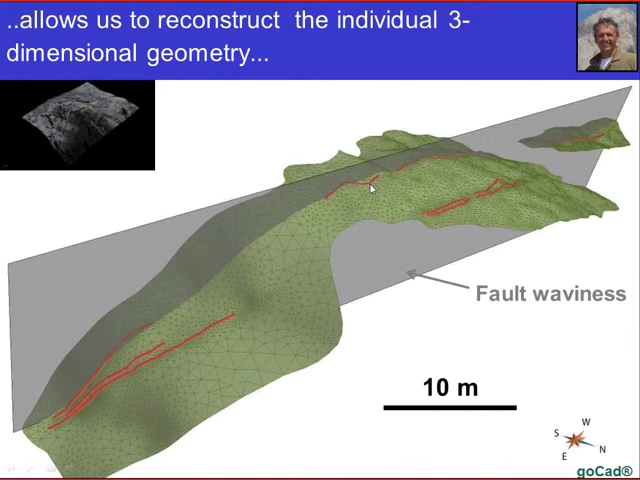 ..allows us to reconstruct the individual 3-
dimensional geometry...
Fault waviness
10 m
W
S
N
E
goCad®